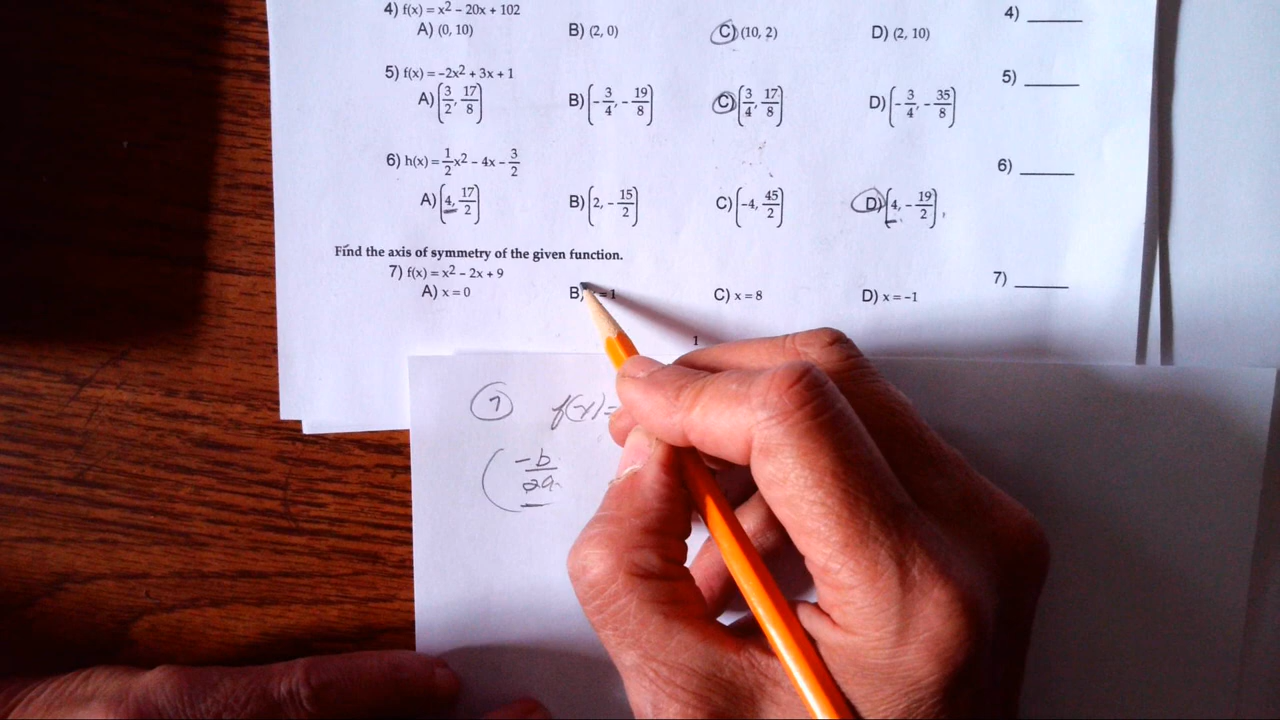 4) f(x) = x² - 20x + 102 4) ______
A) (0, 10) B) (2, 0) C) (10, 2) D) (2, 10)
5) f(x) = -2x² + 3x + 1 5) ______
A) (3/2, 17/8) B) (-3/4, -19/8) C) (3/4, 17/8) D) (-3/4, -35/8)
6) h(x) = 1/2x² - 4x - 3/2 6) ______
A) (4, 17/2) B) (2, -15/2) C) (-4, 45/2) D) (4, -19/2)
Find the axis of symmetry of the given function.
7) f(x) = x² - 2x + 9 7) ______
A) x = 0 B) = 1 C) x = 8 D) x = -1
1
7 f(x)=
(-b/2a